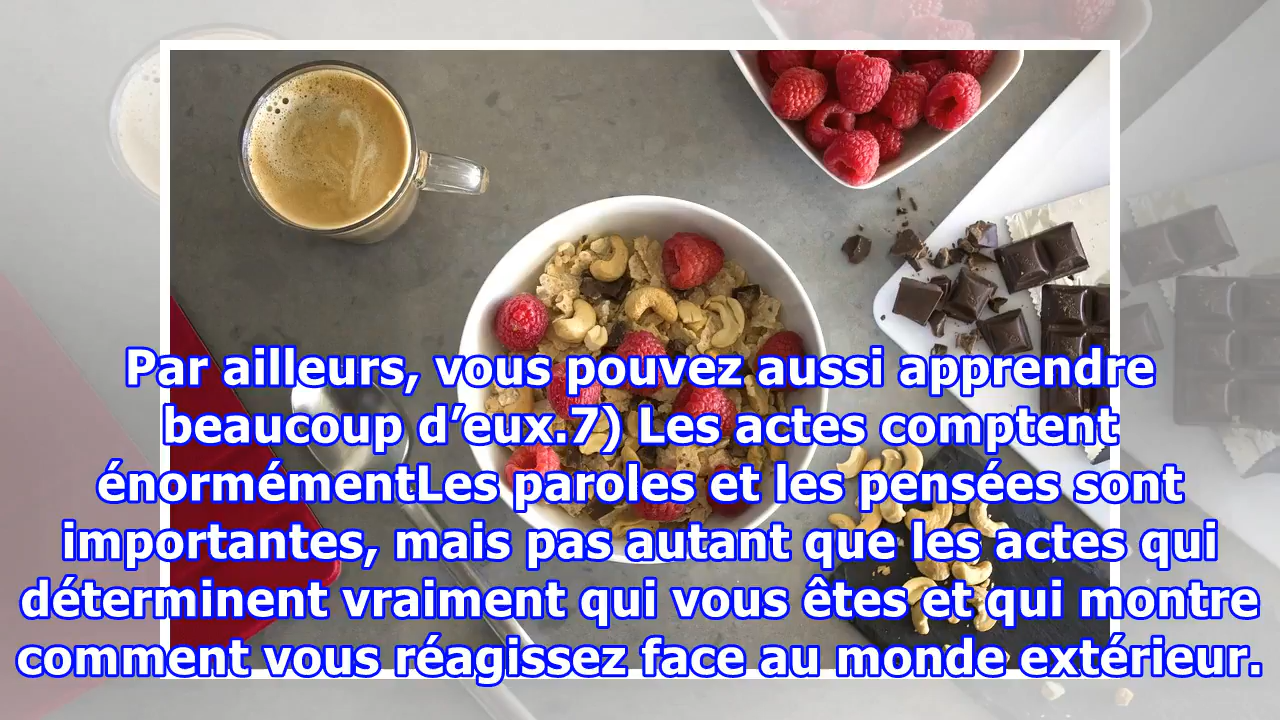 Par ailleurs, vous pouvez aussi apprendre
beaucoup d’eux.7) Les actes comptent
énormémentLes paroles et les pensées sont
importantes, mais pas autant que les actes qui
déterminent vraiment qui vous êtes et qui montre
comment vous réagissez face au monde extérieur.